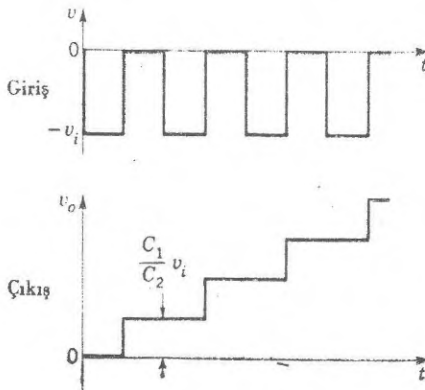 v
0
t
Giriş
−v_i
v_o
C_1/C_2 v_i
Çıkış
0
t